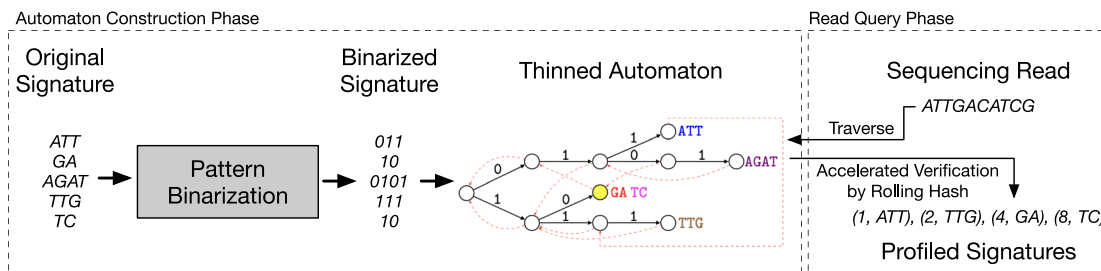 Automaton Construction Phase
Read Query Phase
Original
Signature
Binarized
Signature
Thinned Automaton
Sequencing Read
ATT
GA
AGAT
TTG
TC
Pattern
Binarization
011
10
0101
111
10
0
1
1
1
0
1
0
1
1
ATT
AGAT
GA TC
TTG
ATTGACATCG
Traverse
Accelerated Verification
by Rolling Hash
(1, ATT), (2, TTG), (4, GA), (8, TC)
Profiled Signatures